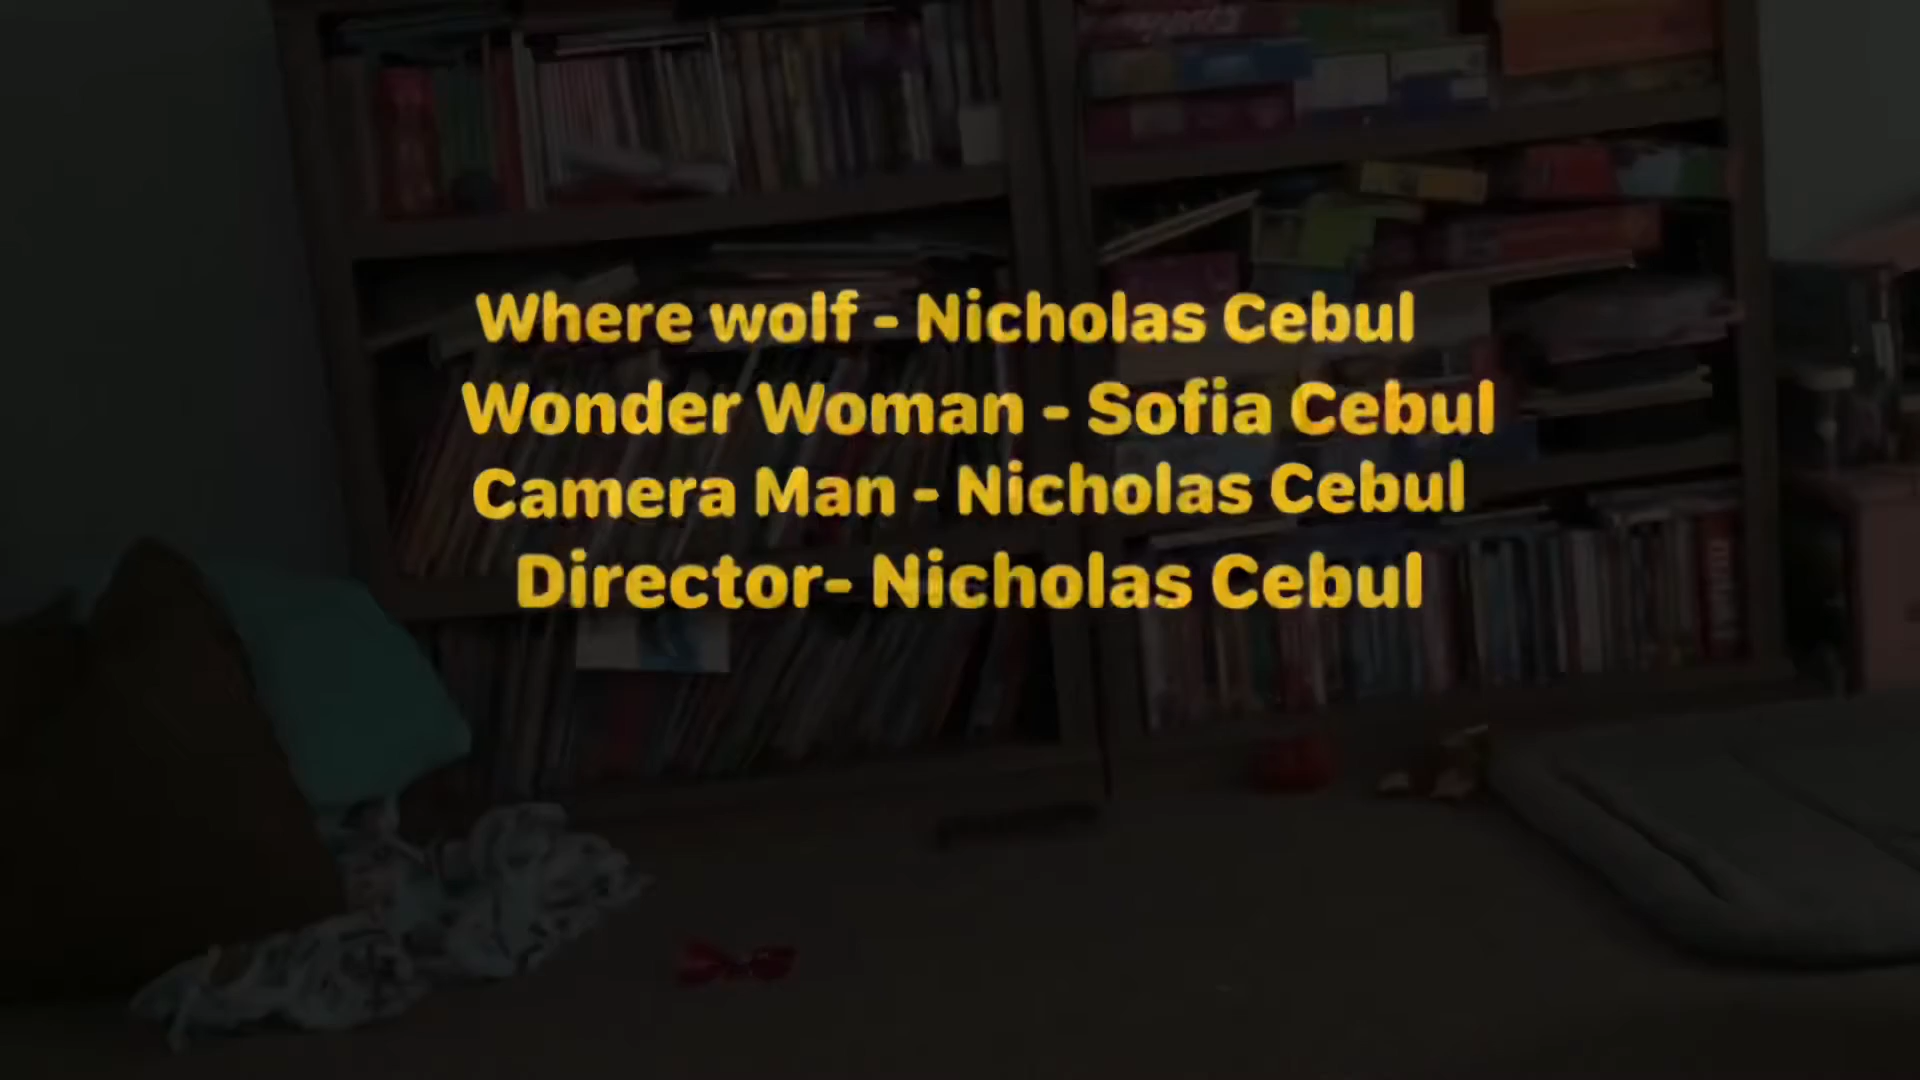 Where wolf - Nicholas Cebul
Wonder Woman - Sofia Cebul
Camera Man - Nicholas Cebul
Director- Nicholas Cebul